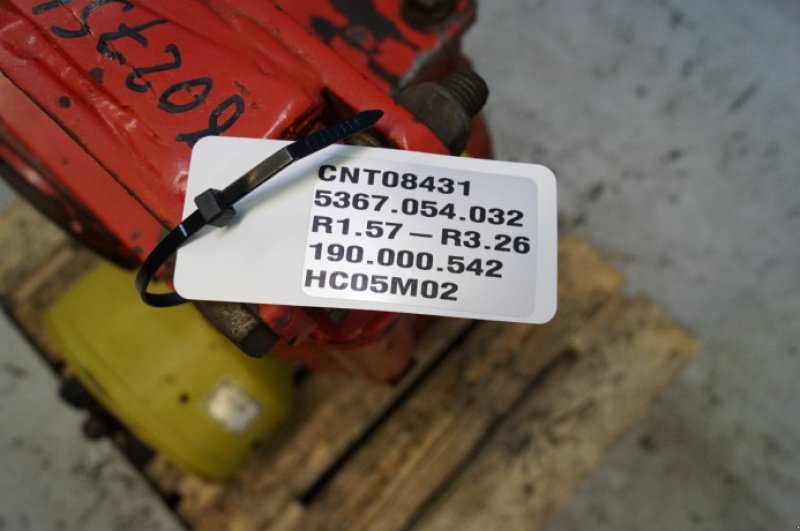 CNT08431
5367.054.032
R1.57 – R3.26
190.000.542
HC05M02